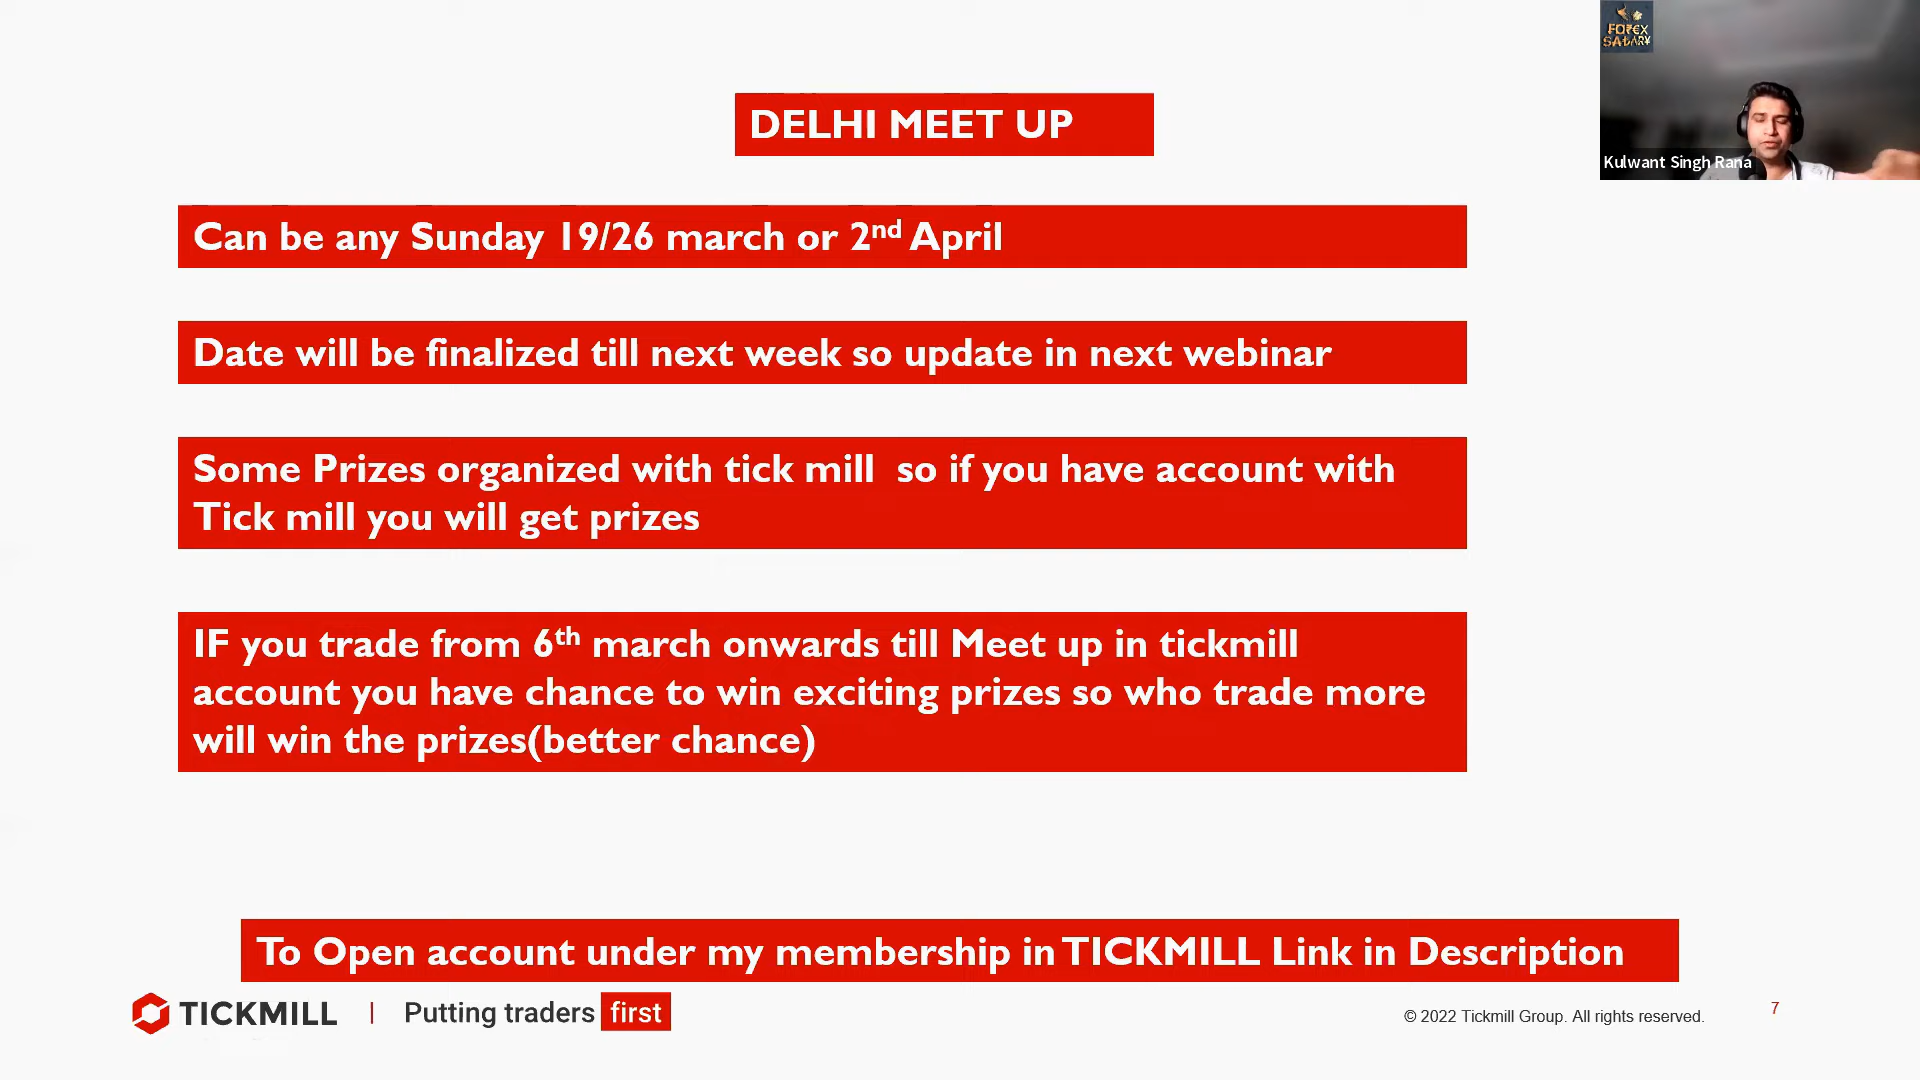 FOREX
SALARY
Kulwant Singh Rana
DELHI MEET UP
Can be any Sunday 19/26 march or 2nd April
Date will be finalized till next week so update in next webinar
Some Prizes organized with tick mill so if you have account with
Tick mill you will get prizes
IF you trade from 6th march onwards till Meet up in tickmill
account you have chance to win exciting prizes so who trade more
will win the prizes(better chance)
To Open account under my membership in TICKMILL Link in Description
TICKMILL | Putting traders first
© 2022 Tickmill Group. All rights reserved.
7